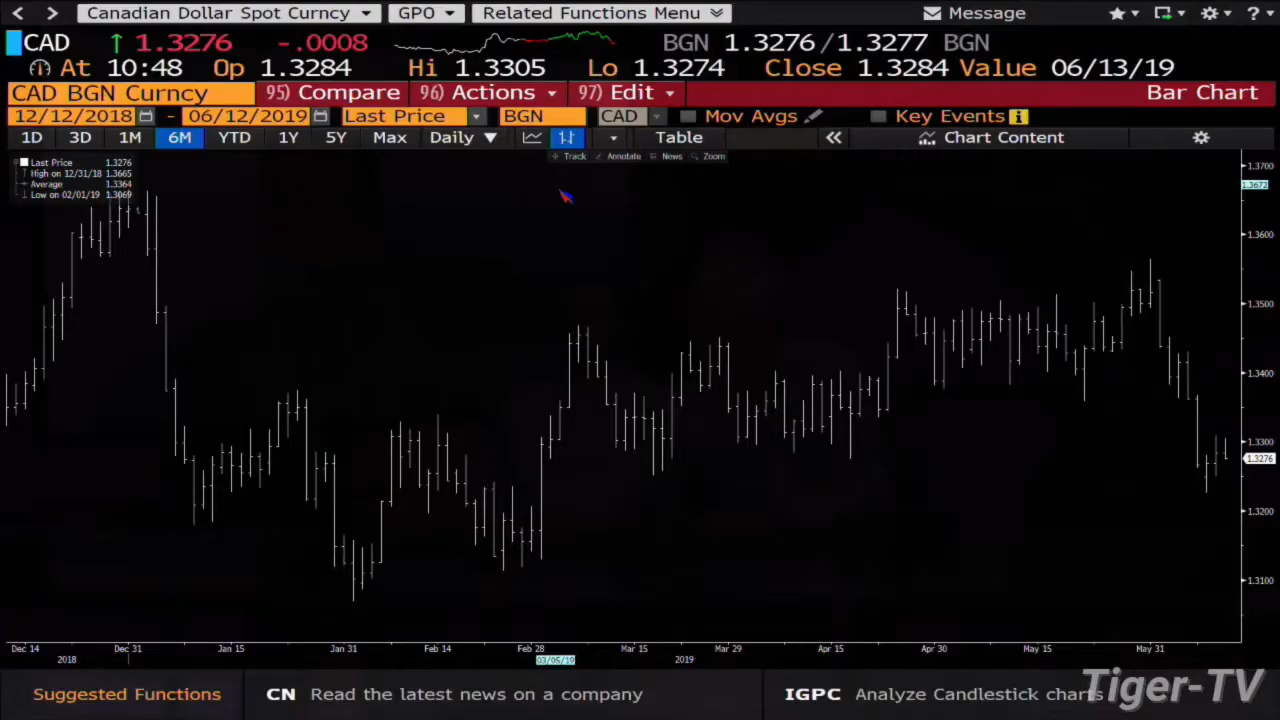 Canadian Dollar Spot Curncy GPO Related Functions Menu Message ?
CAD 1.3276 -.0008 BGN 1.3276/1.3277 BGN
At 10:48 Op 1.3284 Hi 1.3305 Lo 1.3274 Close 1.3284 Value 06/13/19
CAD BGN Curncy 95) Compare 96) Actions 97) Edit Bar Chart
12/12/2018 - 06/12/2019 Last Price BGN CAD Mov Avgs Key Events i
1D 3D 1M 6M YTD 1Y 5Y Max Daily Table « Chart Content
Track Annotate News Zoom
Last Price 1.3276
High on 12/31/18 1.3665
Average 1.3364
Low on 02/01/19 1.3069
1.3700
1.3672
1.3600
1.3500
1.3400
1.3300
1.3276
1.3200
1.3100
Dec 14 Dec 31 Jan 15 Jan 31 Feb 14 Feb 28 Mar 15 Mar 29 Apr 15 Apr 30 May 15 May 31
2018 03/05/19 2019
Suggested Functions CN Read the latest news on a company IGPC Analyze Candlestick charts
Tiger-TV